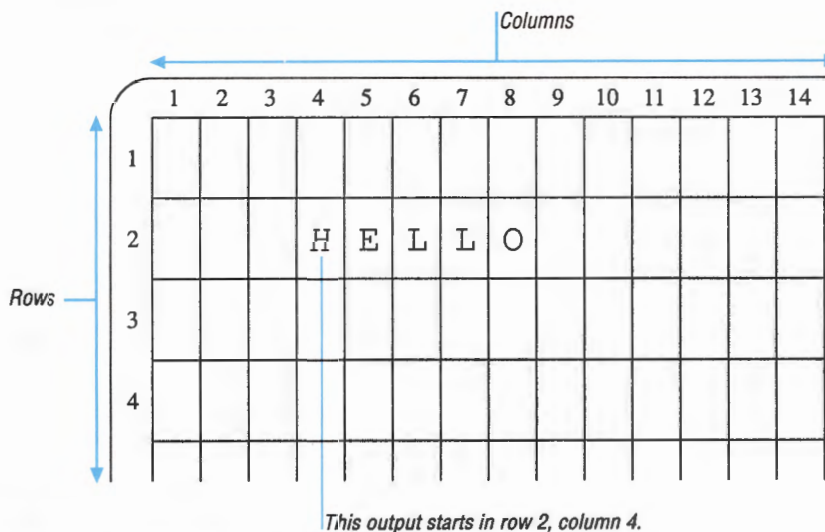 Columns
1 2 3 4 5 6 7 8 9 10 11 12 13 14
1
2 H E L L O
Rows
3
4
This output starts in row 2, column 4.